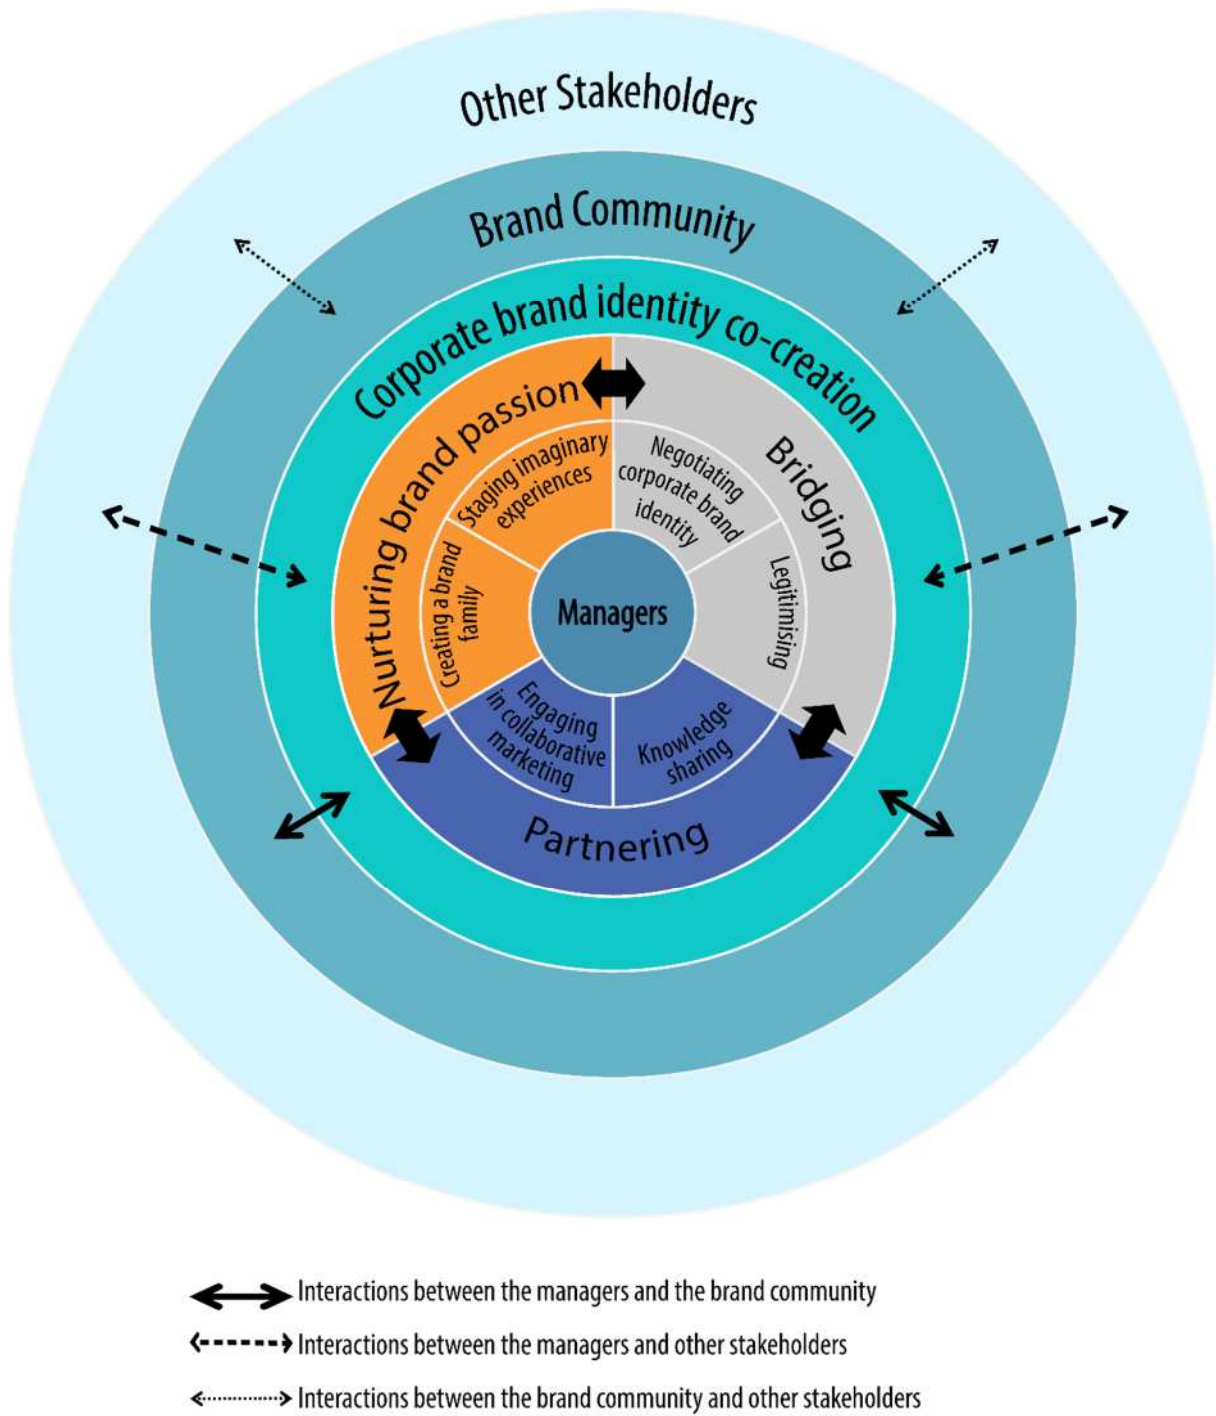 Other Stakeholders
Brand Community
Corporate brand identity co-creation
Nurturing brand passion
Staging imaginary
experiences
Creating a brand
family
Bridging
Negotiating
corporate brand
identity
Legitimising
Managers
Engaging
in collaborative
marketing
Knowledge
sharing
Partnering
Interactions between the managers and the brand community
Interactions between the managers and other stakeholders
Interactions between the brand community and other stakeholders